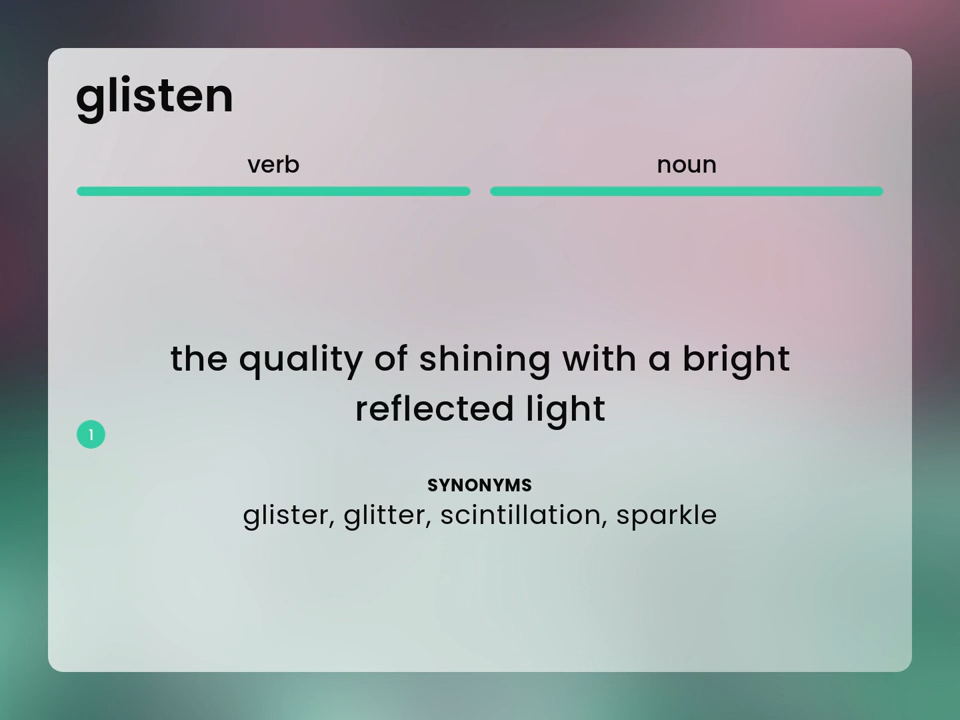 glisten
verb
noun
the quality of shining with a bright
reflected light
1
SYNONYMS
glister, glitter, scintillation, sparkle